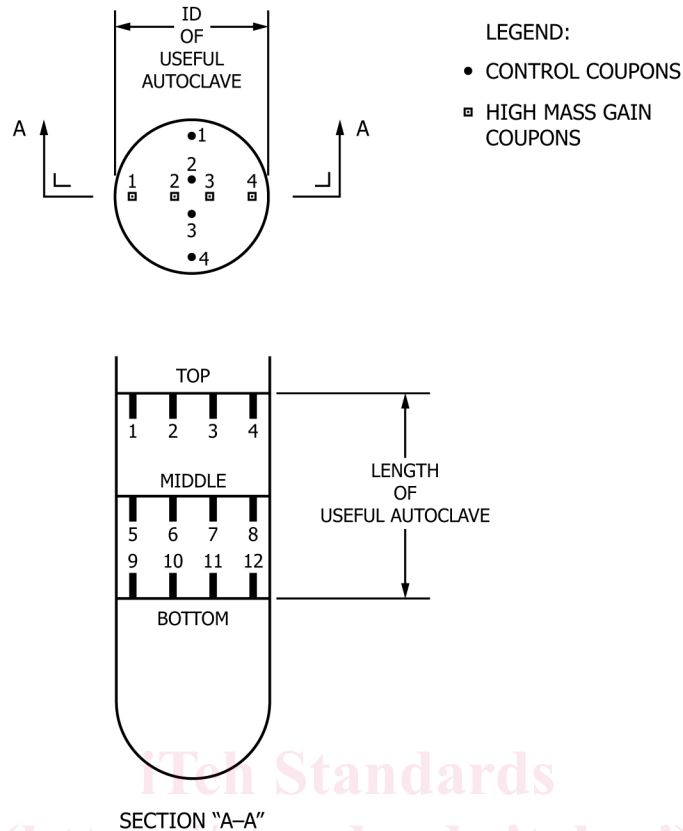 ID
OF
USEFUL
AUTOCLAVE
LEGEND:
CONTROL COUPONS
HIGH MASS GAIN
COUPONS
A A
1
2
1 2 3 4
3
4
TOP
1 2 3 4
MIDDLE
5 6 7 8
9 10 11 12
BOTTOM
LENGTH
OF
USEFUL AUTOCLAVE
iTeh Standards
SECTION "A–A"